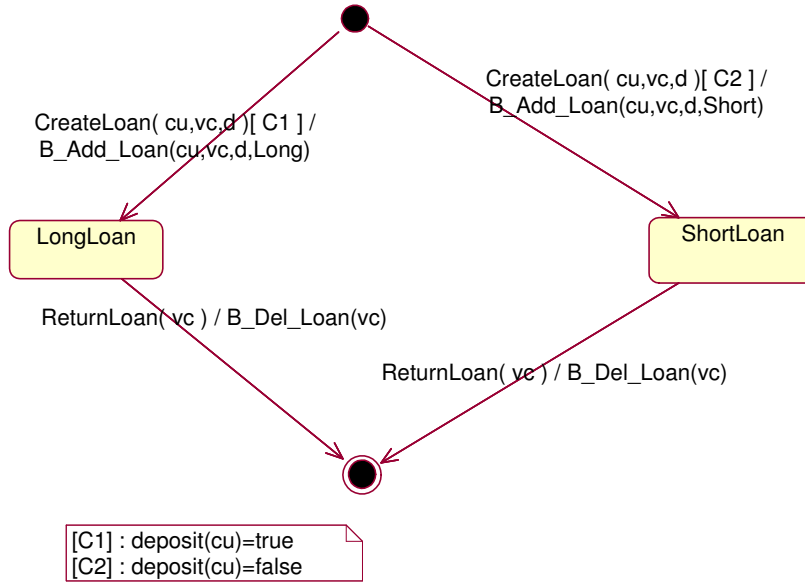 CreateLoan( cu,vc,d )[ C2 ] /
B_Add_Loan(cu,vc,d,Short)
CreateLoan( cu,vc,d )[ C1 ] /
B_Add_Loan(cu,vc,d,Long)
LongLoan
ShortLoan
ReturnLoan( vc ) / B_Del_Loan(vc)
ReturnLoan( vc ) / B_Del_Loan(vc)
[C1] : deposit(cu)=true
[C2] : deposit(cu)=false